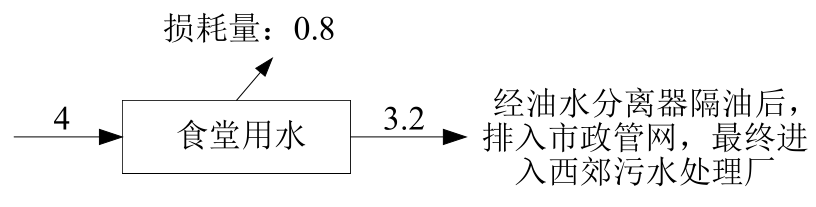 损耗量：0.8
4
食堂用水
3.2
经油水分离器隔油后，
排入市政管网，最终进
入西郊污水处理厂